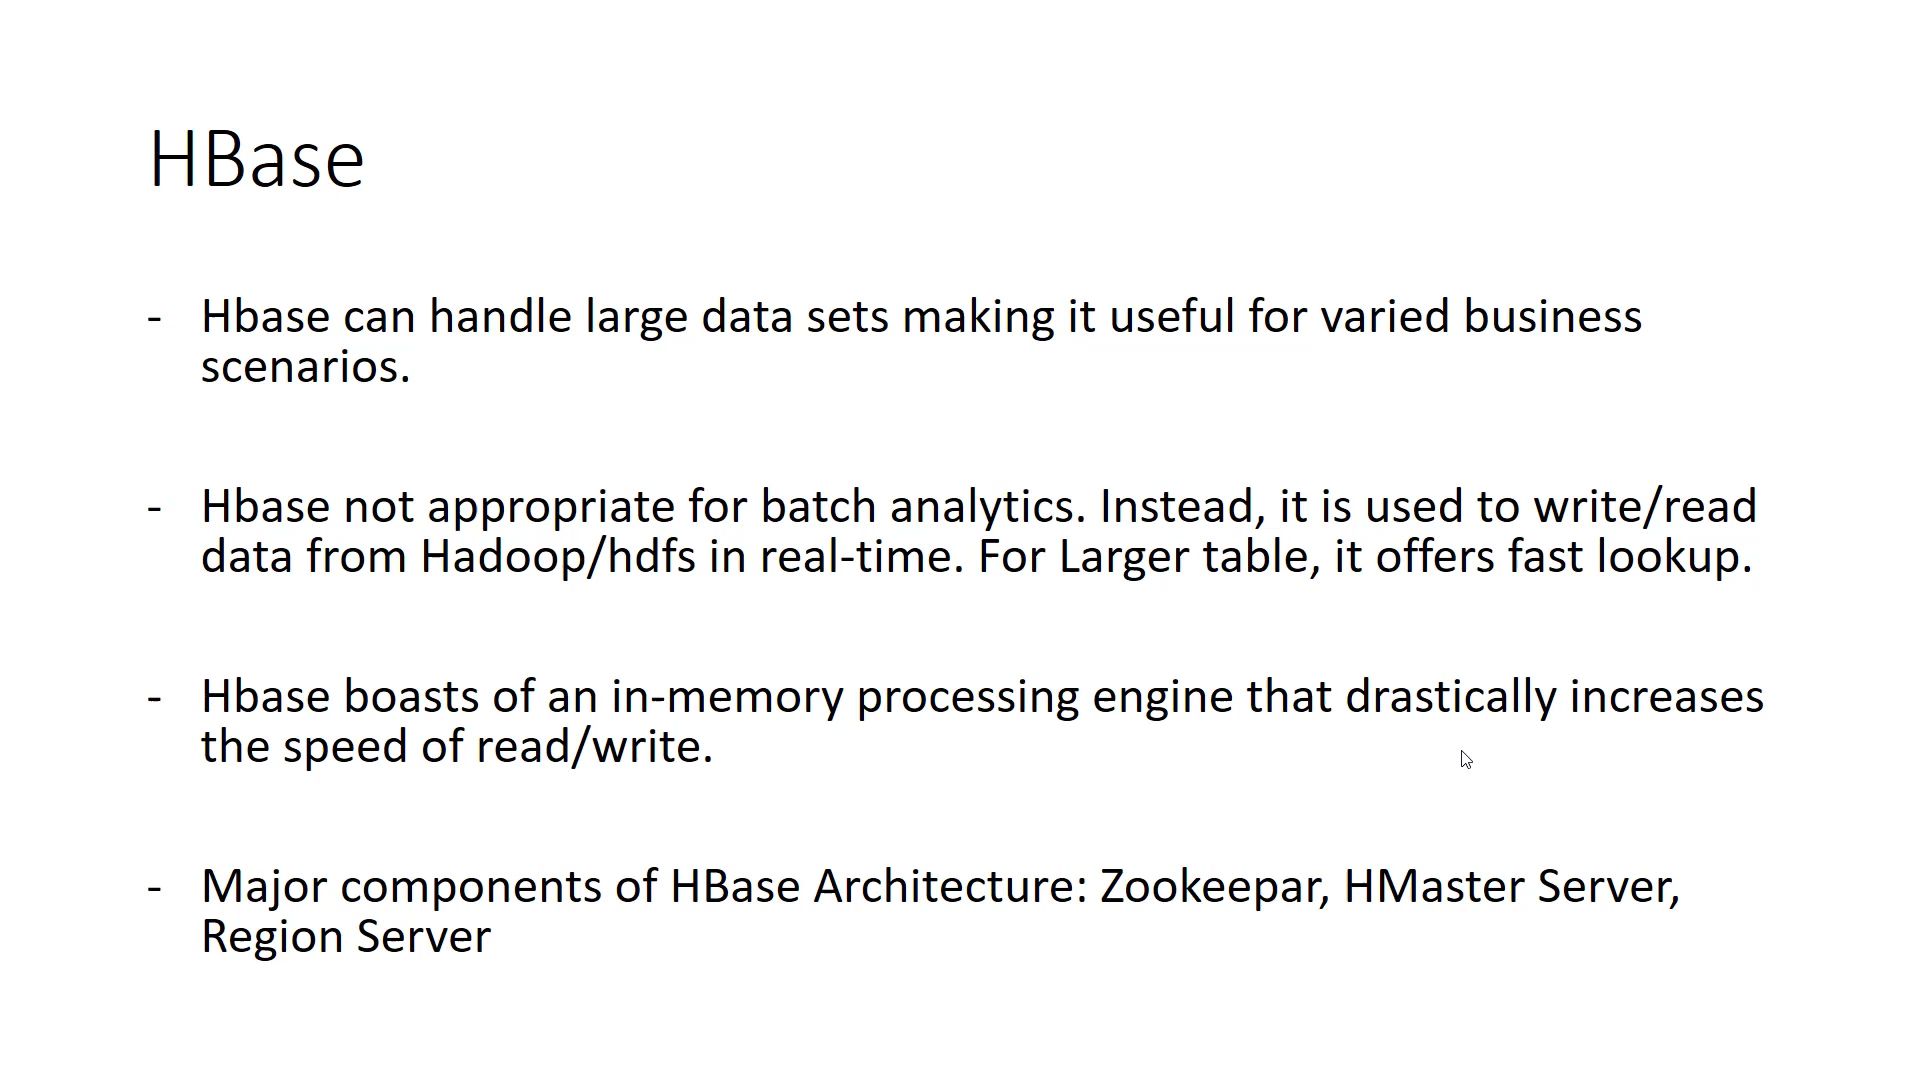 HBase
- Hbase can handle large data sets making it useful for varied business
scenarios.
- Hbase not appropriate for batch analytics. Instead, it is used to write/read
data from Hadoop/hdfs in real-time. For Larger table, it offers fast lookup.
- Hbase boasts of an in-memory processing engine that drastically increases
the speed of read/write.
- Major components of HBase Architecture: Zookeepar, HMaster Server,
Region Server